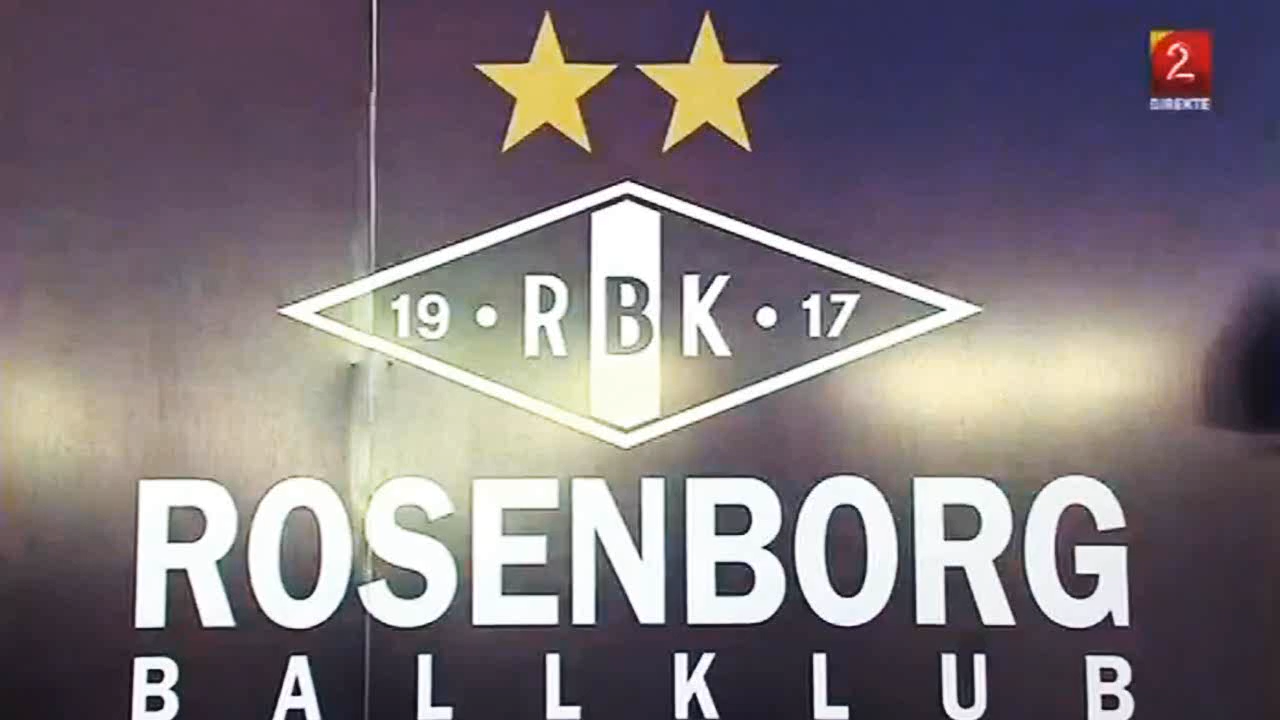 2
DIREKTE
19 • RBK • 17
ROSENBORG
BALLKLUB